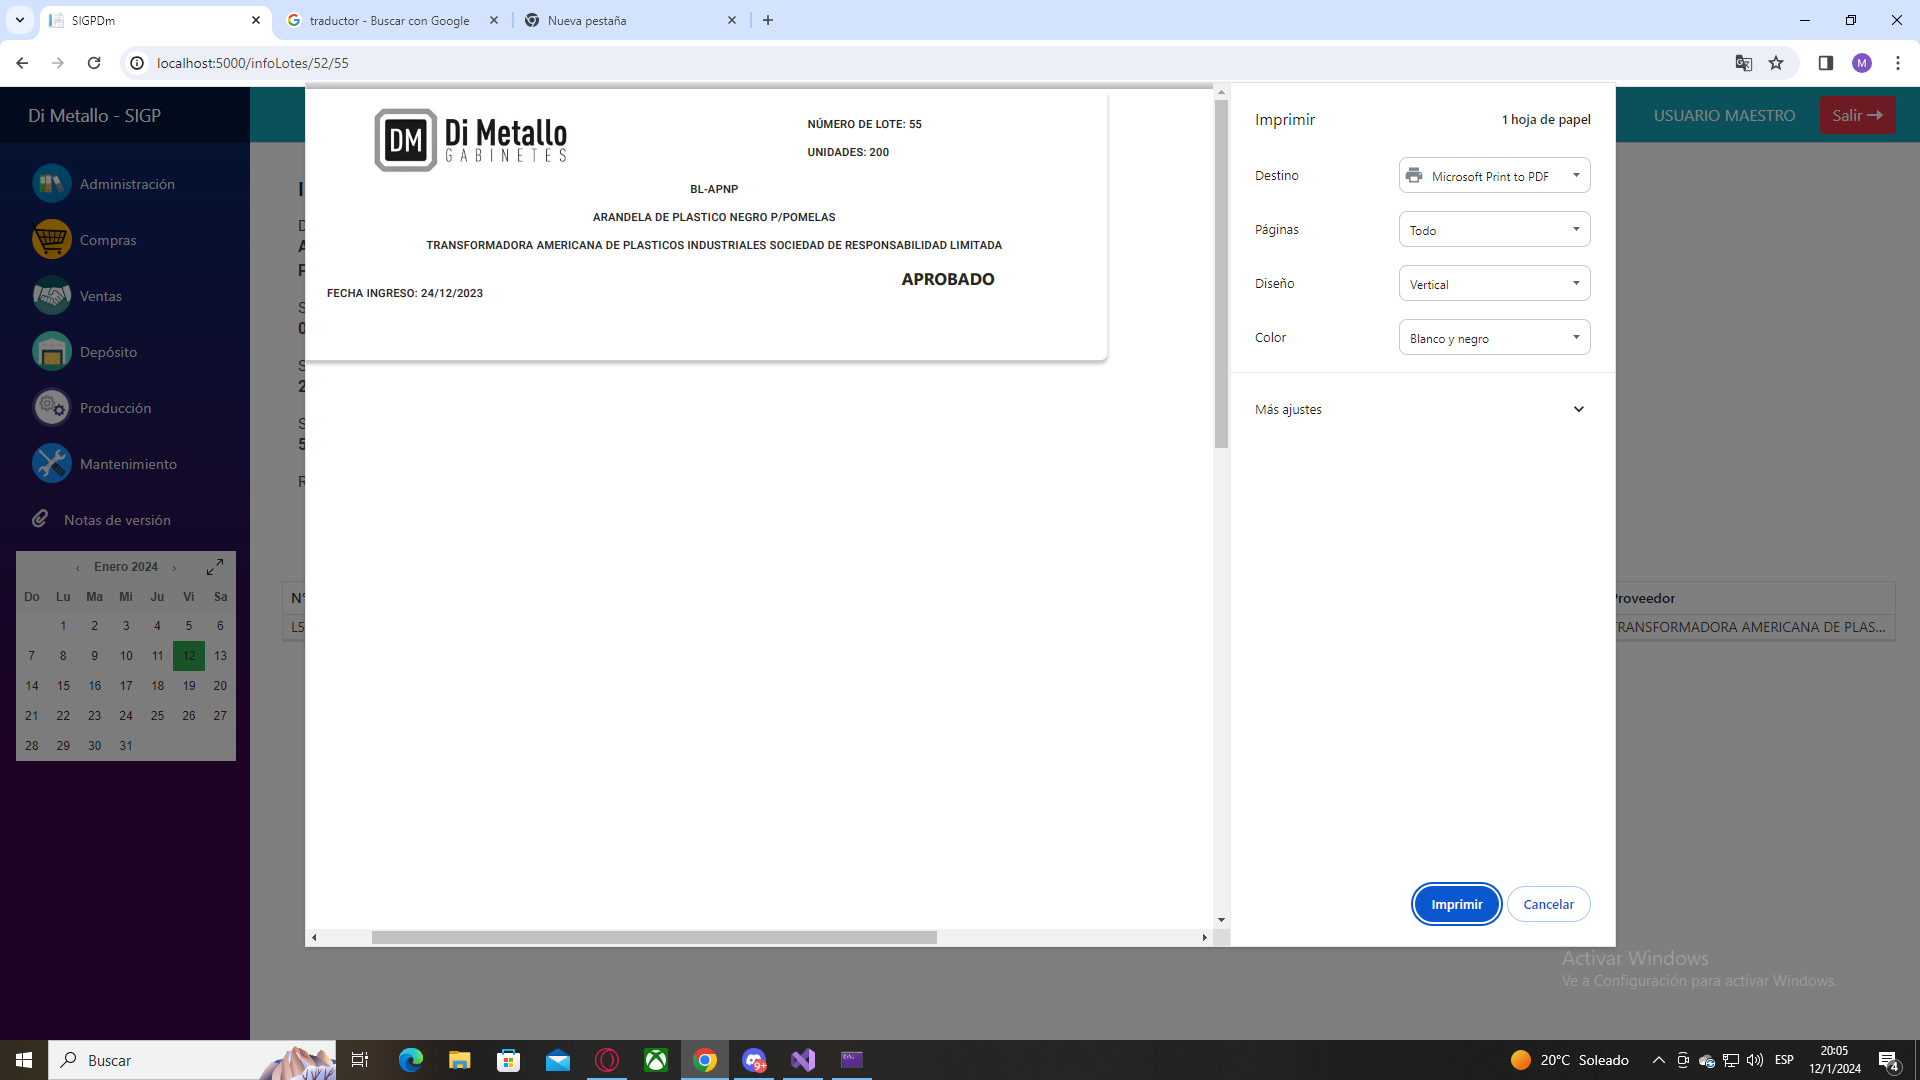 SIGPDm
traductor - Buscar con Google
Nueva pestaña
localhost:5000/infoLotes/52/55
M
Di Metallo - SIGP
USUARIO MAESTRO
Salir
Administración
Compras
Ventas
Depósito
Producción
Mantenimiento
Notas de versión
Enero 2024
Do Lu Ma Mi Ju Vi Sa
1 2 3 4 5 6
7 8 9 10 11 12 13
14 15 16 17 18 19 20
21 22 23 24 25 26 27
28 29 30 31
DM Di Metallo
GABINETES
NÚMERO DE LOTE: 55
UNIDADES: 200
BL-APNP
ARANDELA DE PLASTICO NEGRO P/POMELAS
TRANSFORMADORA AMERICANA DE PLASTICOS INDUSTRIALES SOCIEDAD DE RESPONSABILIDAD LIMITADA
APROBADO
FECHA INGRESO: 24/12/2023
Imprimir
1 hoja de papel
Destino
Microsoft Print to PDF
Páginas
Todo
Diseño
Vertical
Color
Blanco y negro
Más ajustes
Imprimir
Cancelar
N°
L5
Proveedor
TRANSFORMADORA AMERICANA DE PLAS...
Activar Windows
Ve a Configuración para activar Windows.
Buscar
9+
20°C Soleado
ESP
20:05
12/1/2024
4